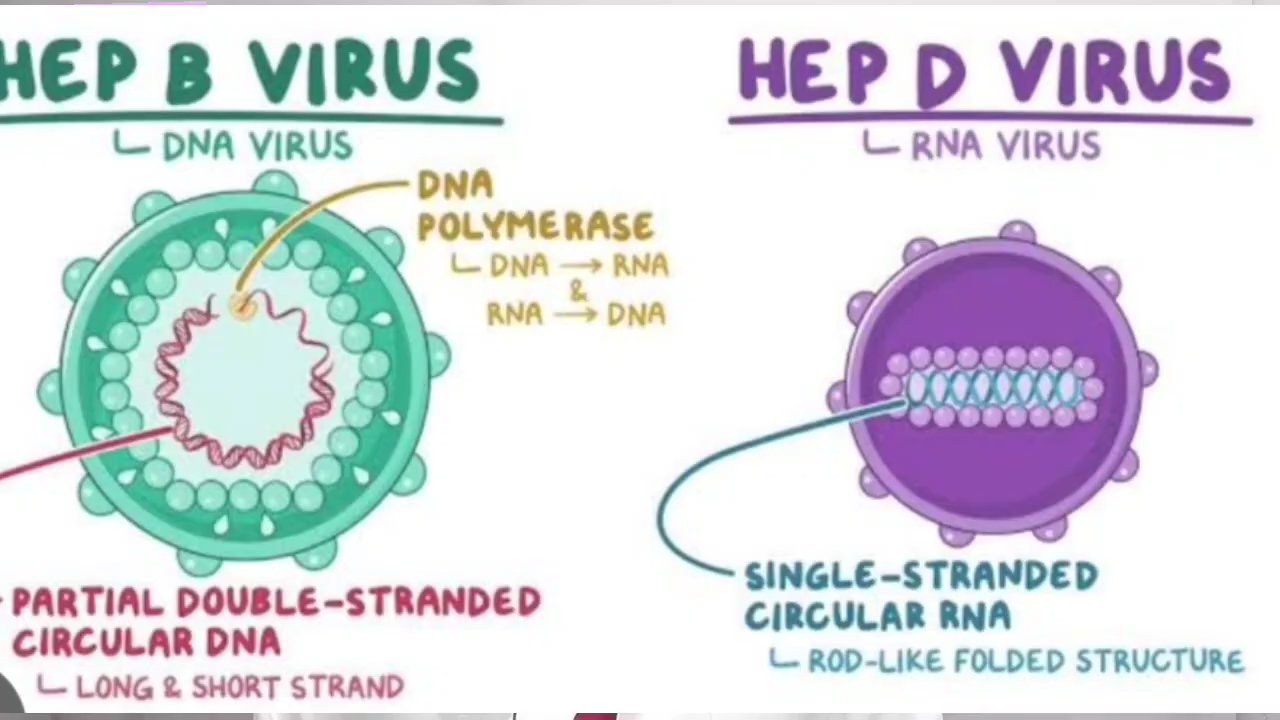 HEP B VIRUS
DNA VIRUS
DNA
POLYMERASE
DNA → RNA
&
RNA → DNA
PARTIAL DOUBLE-STRANDED
CIRCULAR DNA
LONG & SHORT STRAND
HEP D VIRUS
RNA VIRUS
SINGLE-STRANDED
CIRCULAR RNA
ROD-LIKE FOLDED STRUCTURE